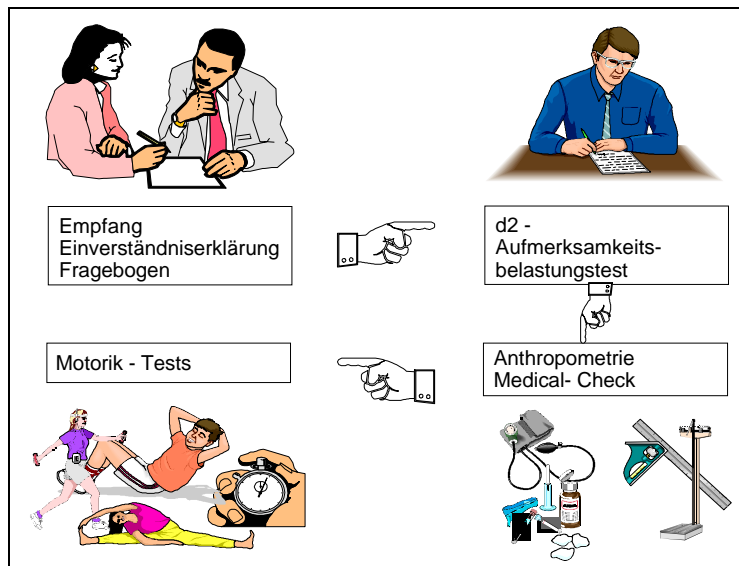 Empfang
Einverständniserklärung
Fragebogen
d2 -
Aufmerksamkeits-
belastungstest
Motorik - Tests
Anthropometrie
Medical- Check